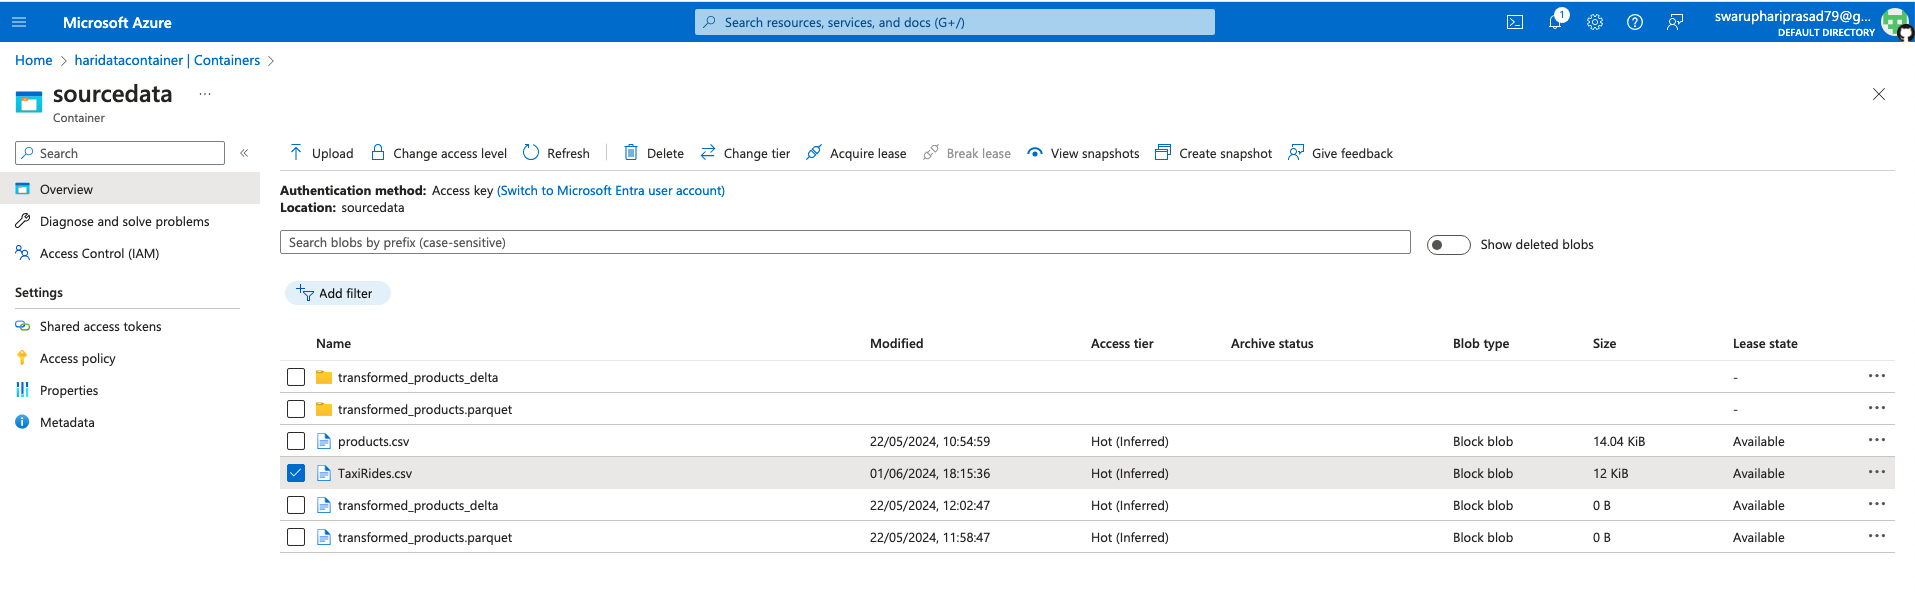 Microsoft Azure
Search resources, services, and docs (G+/)
1
swaruphariprasad79@g...
DEFAULT DIRECTORY
Home > haridatacontainer | Containers >
sourcedata ...
Container
Search
«
Overview
Diagnose and solve problems
Access Control (IAM)
Settings
Shared access tokens
Access policy
Properties
Metadata
Upload Change access level Refresh Delete Change tier Acquire lease Break lease View snapshots Create snapshot Give feedback
Authentication method: Access key (Switch to Microsoft Entra user account)
Location: sourcedata
Search blobs by prefix (case-sensitive)
Show deleted blobs
Add filter
Name Modified Access tier Archive status Blob type Size Lease state
transformed_products_delta - ...
transformed_products.parquet - ...
products.csv 22/05/2024, 10:54:59 Hot (Inferred) Block blob 14.04 KiB Available ...
TaxiRides.csv 01/06/2024, 18:15:36 Hot (Inferred) Block blob 12 KiB Available ...
transformed_products_delta 22/05/2024, 12:02:47 Hot (Inferred) Block blob 0 B Available ...
transformed_products.parquet 22/05/2024, 11:58:47 Hot (Inferred) Block blob 0 B Available ...